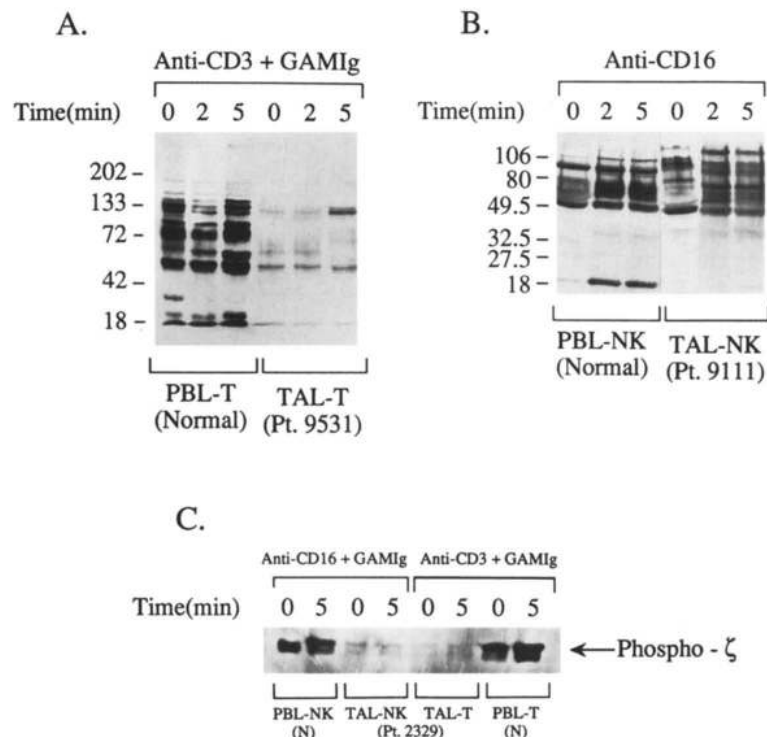 A.
Anti-CD3 + GAMIg
Time(min) 0 2 5 0 2 5
202
133
72
42
18
PBL-T TAL-T
(Normal) (Pt. 9531)
B.
Anti-CD16
Time(min) 0 2 5 0 2 5
106
80
49.5
32.5
27.5
18
PBL-NK TAL-NK
(Normal) (Pt. 9111)
C.
Anti-CD16 + GAMIg Anti-CD3 + GAMIg
Time(min) 0 5 0 5 0 5 0 5
Phospho - ζ
PBL-NK TAL-NK TAL-T PBL-T
(N) (Pt. 2329) (N)